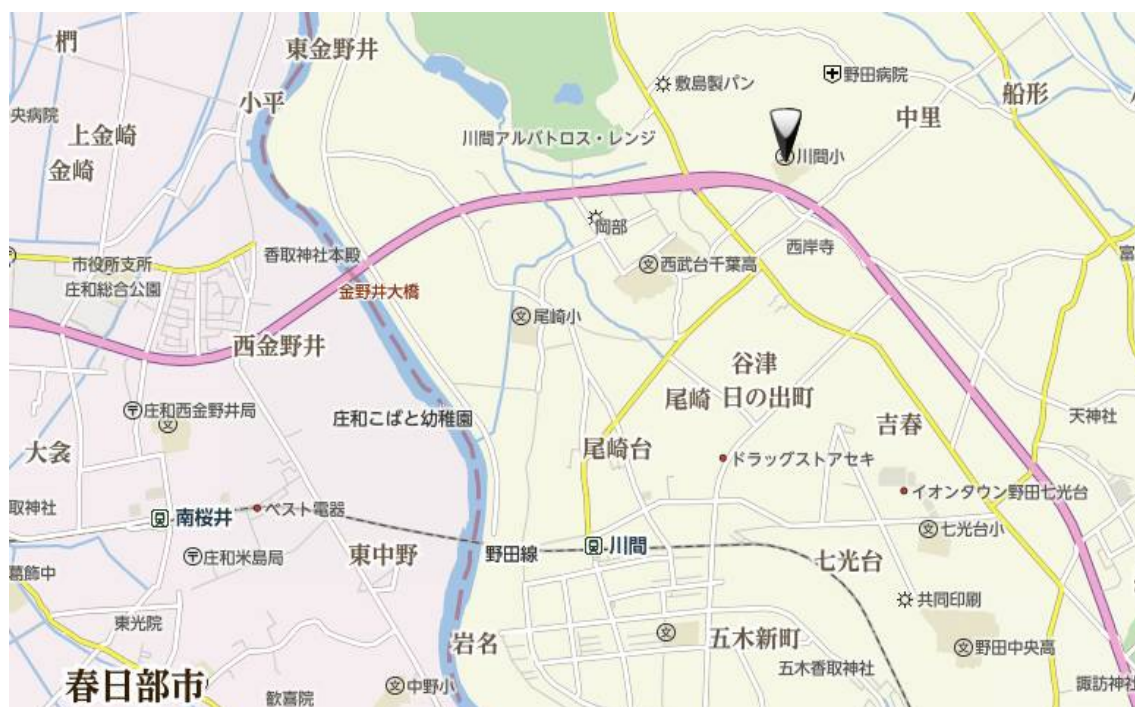 東金野井
椚
小平
央病院
上金崎
金崎
敷島製パン
野田病院
船形
中里
川間アルバトロス・レンジ
川間小
岡部
香取神社本殿
市役所支所
庄和総合公園
西武台千葉高
西岸寺
富
金野井大橋
尾崎小
西金野井
谷津
尾崎
日の出町
庄和西金野井局
庄和こばと幼稚園
吉春
天神社
大衾
尾崎台
ドラッグストアセキ
イオンタウン野田七光台
取神社
南桜井
ベスト電器
七光台小
野田線
川間
庄和米島局
東中野
七光台
葛飾中
共同印刷
東光院
岩名
五木新町
野田中央高
五木香取神社
春日部市
歓喜院
中野小
諏訪神社